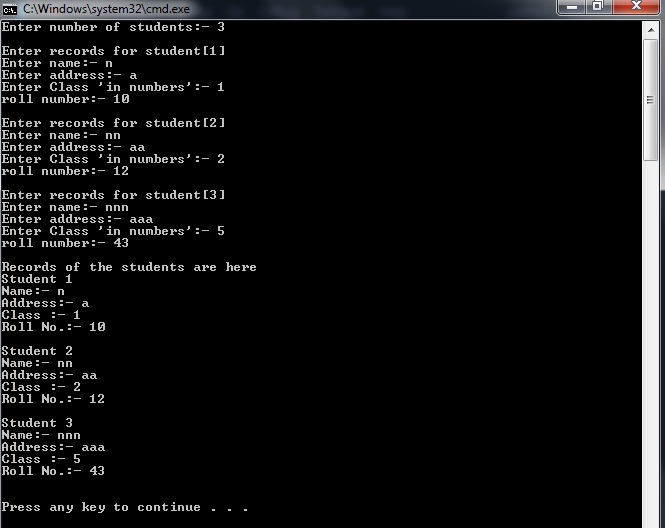 C:\Windows\system32\cmd.exe
Enter number of students:- 3
Enter records for student[1]
Enter name:- n
Enter address:- a
Enter Class 'in numbers':- 1
roll number:- 10
Enter records for student[2]
Enter name:- nn
Enter address:- aa
Enter Class 'in numbers':- 2
roll number:- 12
Enter records for student[3]
Enter name:- nnn
Enter address:- aaa
Enter Class 'in numbers':- 5
roll number:- 43
Records of the students are here
Student 1
Name:- n
Address:- a
Class :- 1
Roll No.:- 10
Student 2
Name:- nn
Address:- aa
Class :- 2
Roll No.:- 12
Student 3
Name:- nnn
Address:- aaa
Class :- 5
Roll No.:- 43
Press any key to continue . . .